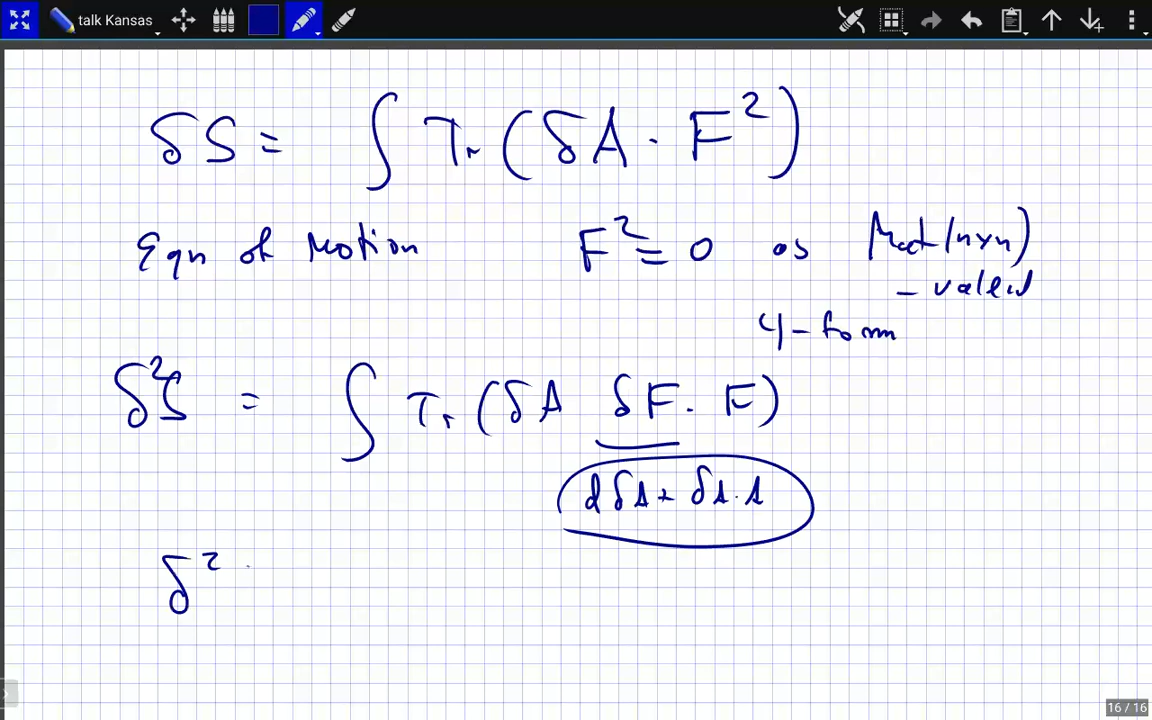 talk Kansas
δS = ∫ Tr (δA · F²)
Eqn of Motion F² = 0 as Mat(n×n)
– valued
4-form
δ²S = ∫ Tr (δA δF · F)
dδA + δA·A
δ²
16 / 16